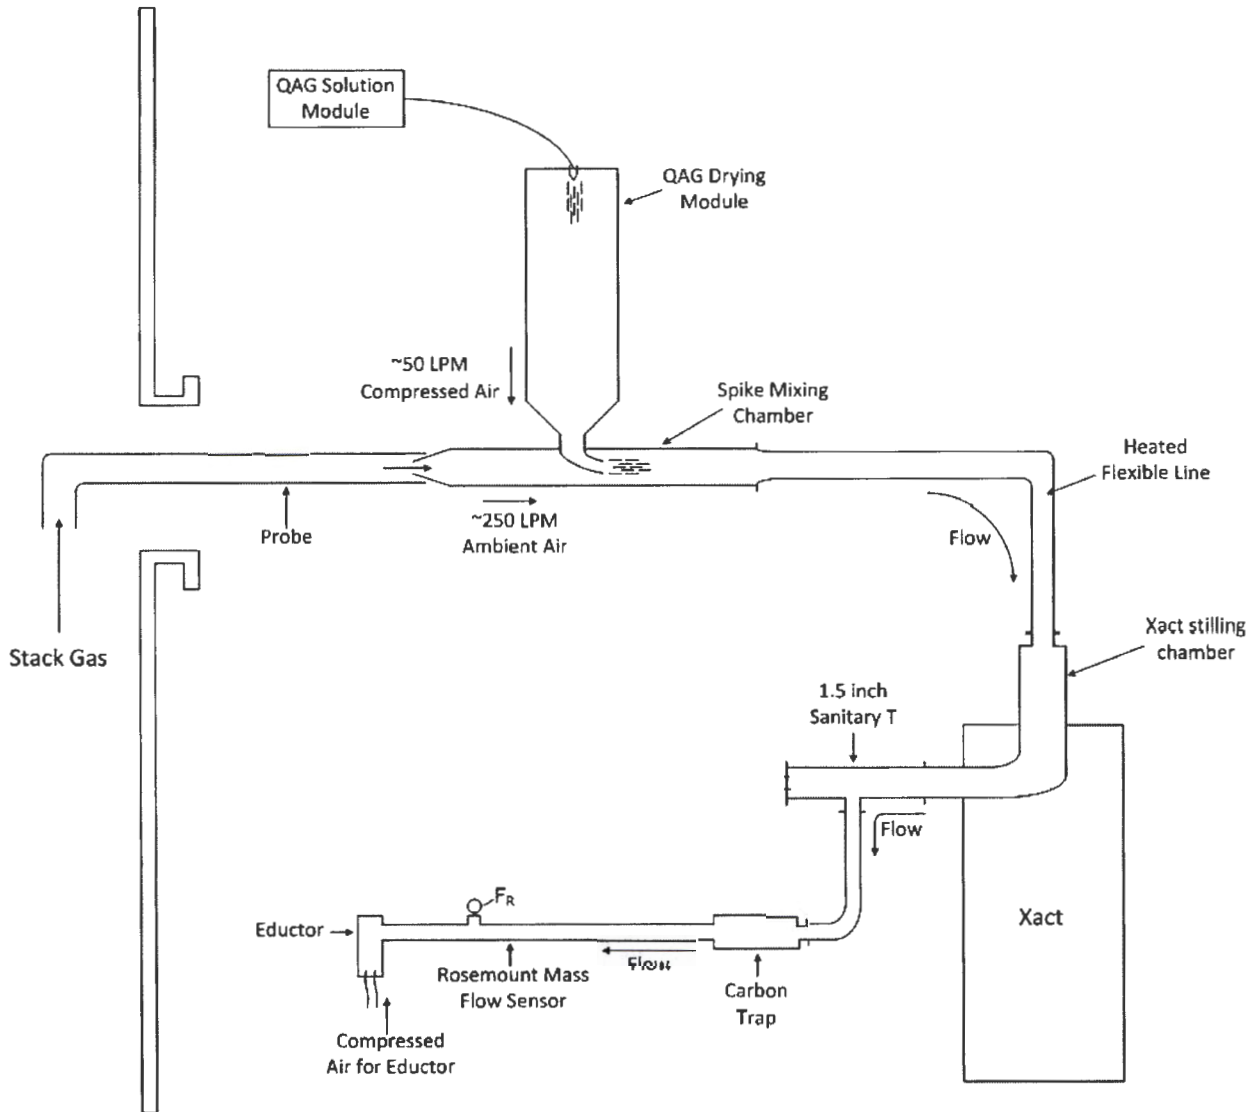 QAG Solution
Module
QAG Drying
Module
~50 LPM
Compressed Air
Spike Mixing
Chamber
Heated
Flexible Line
Probe
~250 LPM
Ambient Air
Flow
Stack Gas
Xact stilling
chamber
1.5 inch
Sanitary T
Flow
Xact
FR
Eductor
Rosemount Mass
Flow Sensor
Flow
Carbon
Trap
Compressed
Air for Eductor